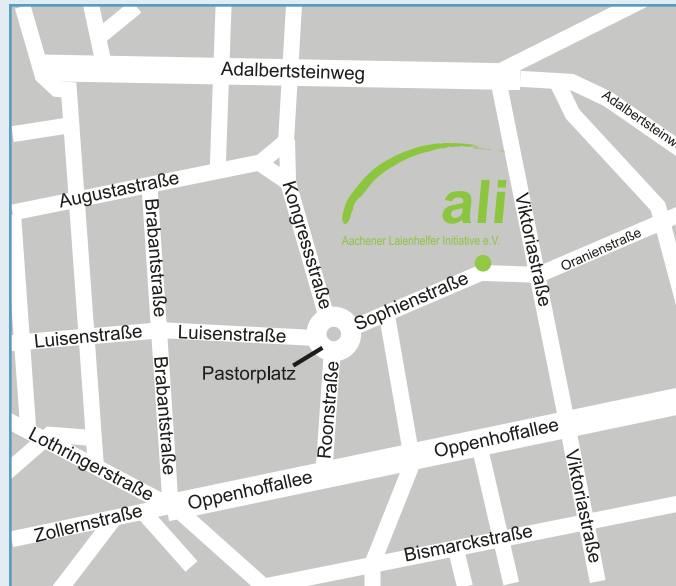 Adalbertsteinweg
Adalbertsteinw
ali
Aachener Laienhelfer Initiative e.V.
Augustastraße
Brabantstraße
Kongressstraße
Viktoriastraße
Oranienstraße
Sophienstraße
Luisenstraße
Luisenstraße
Pastorplatz
Brabantstraße
Roonstraße
Lothringerstraße
Oppenhoffallee
Oppenhoffallee
Viktoriastraße
Zollernstraße
Bismarckstraße